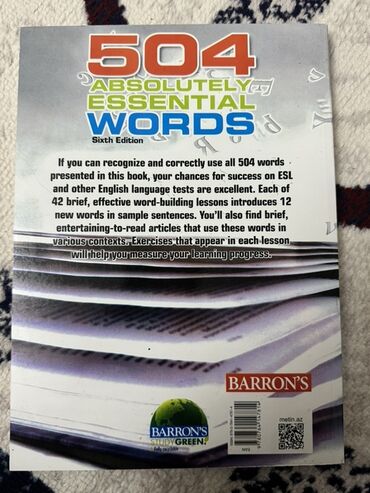 504
ABSOLUTELY
ESSENTIAL
WORDS
Sixth Edition
If you can recognize and correctly use all 504 words
presented in this book, your chances for success on ESL
and other English language tests are excellent. Each of
42 brief, effective word-building lessons introduces 12
new words in sample sentences. You'll also find brief,
entertaining-to-read articles that use these words in
various contexts. Exercises that appear in each lesson
will help you measure your learning progress.
BARRON'S
metin.az
BARRON'S
STUDY GREEN!